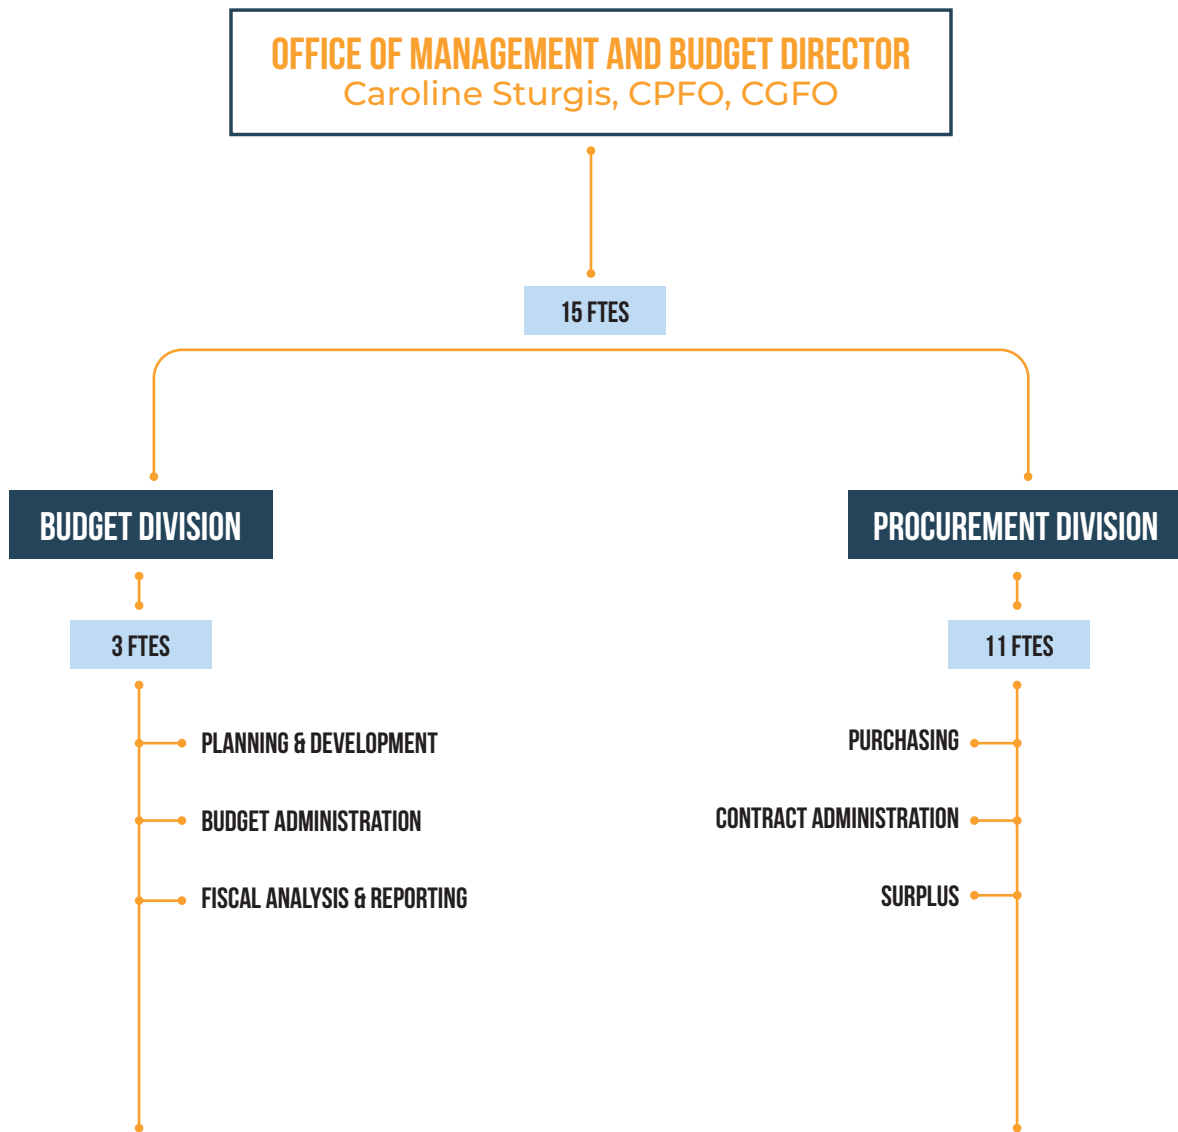 OFFICE OF MANAGEMENT AND BUDGET DIRECTOR
Caroline Sturgis, CPFO, CGFO
15 FTES
BUDGET DIVISION
3 FTES
PLANNING & DEVELOPMENT
BUDGET ADMINISTRATION
FISCAL ANALYSIS & REPORTING
PROCUREMENT DIVISION
11 FTES
PURCHASING
CONTRACT ADMINISTRATION
SURPLUS